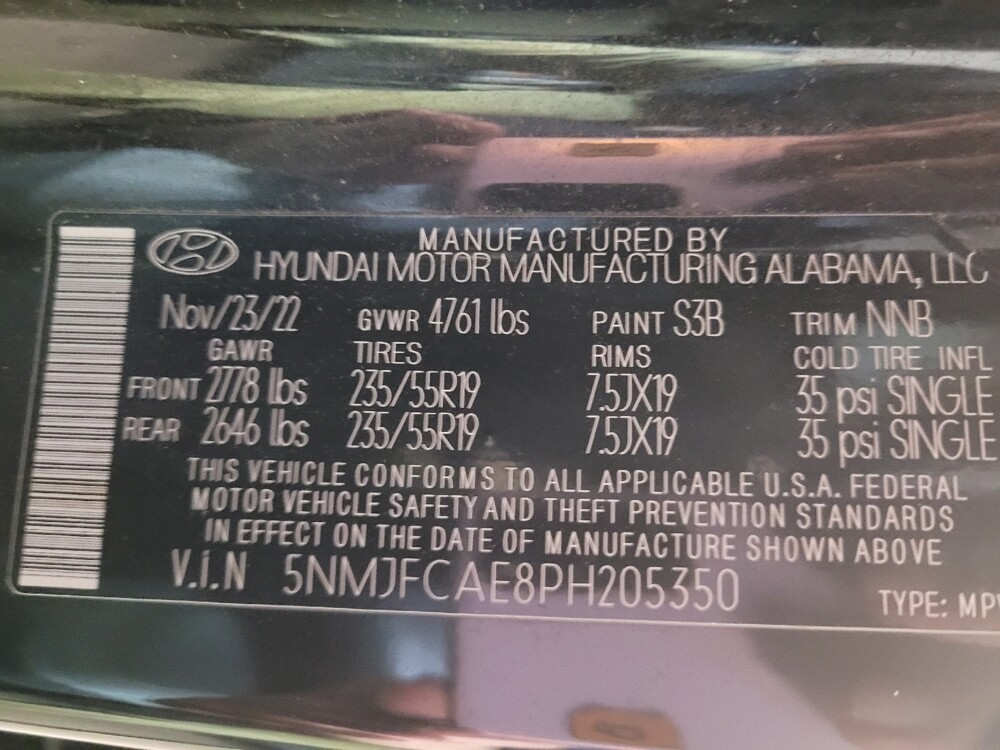 MANUFACTURED BY
HYUNDAI MOTOR MANUFACTURING ALABAMA, LLC
Nov/23/22 GVWR 4761 lbs PAINT S3B TRIM NNB
GAWR TIRES RIMS COLD TIRE INFL
FRONT 2778 lbs 235/55R19 7.5JX19 35 psi SINGLE
REAR 2646 lbs 235/55R19 7.5JX19 35 psi SINGLE
THIS VEHICLE CONFORMS TO ALL APPLICABLE U.S.A. FEDERAL
MOTOR VEHICLE SAFETY AND THEFT PREVENTION STANDARDS
IN EFFECT ON THE DATE OF MANUFACTURE SHOWN ABOVE
V.i.N 5NMJFCAE8PH205350 TYPE: MPV